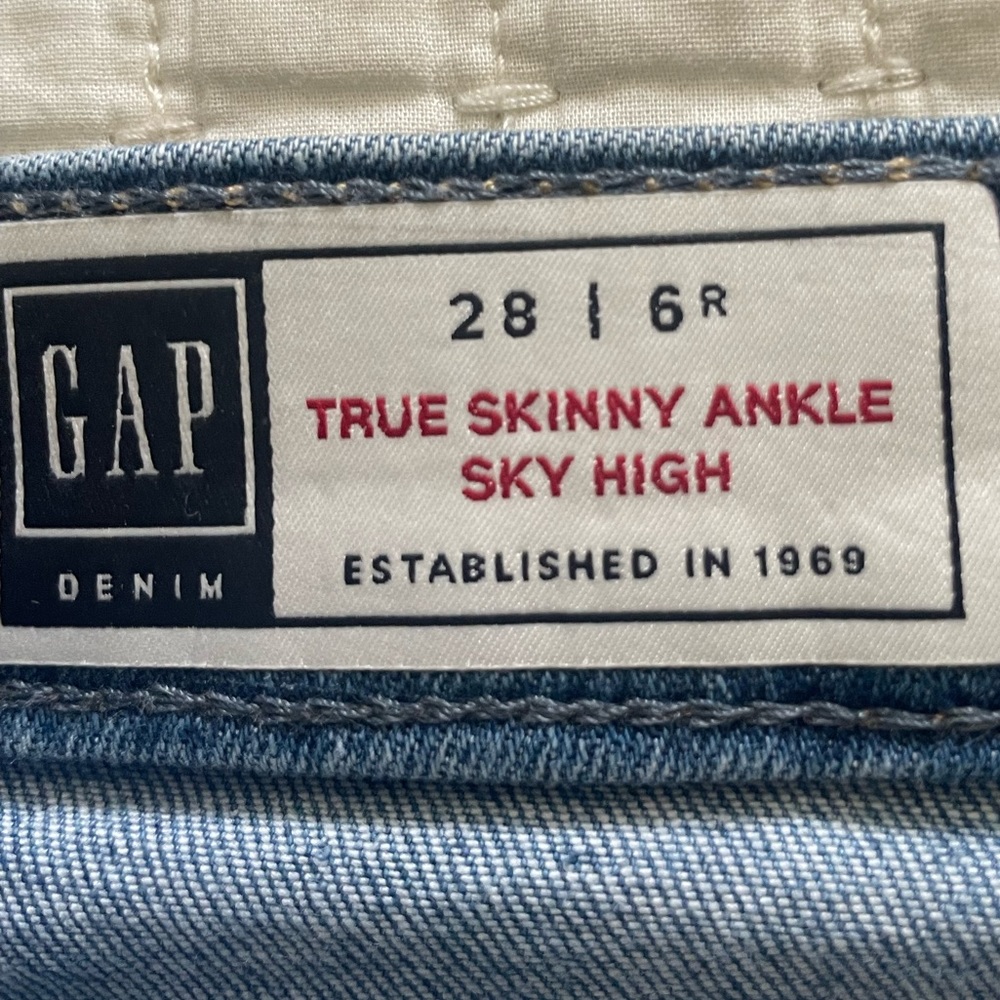 GAP
DENIM
28 | 6R
TRUE SKINNY ANKLE
SKY HIGH
ESTABLISHED IN 1969